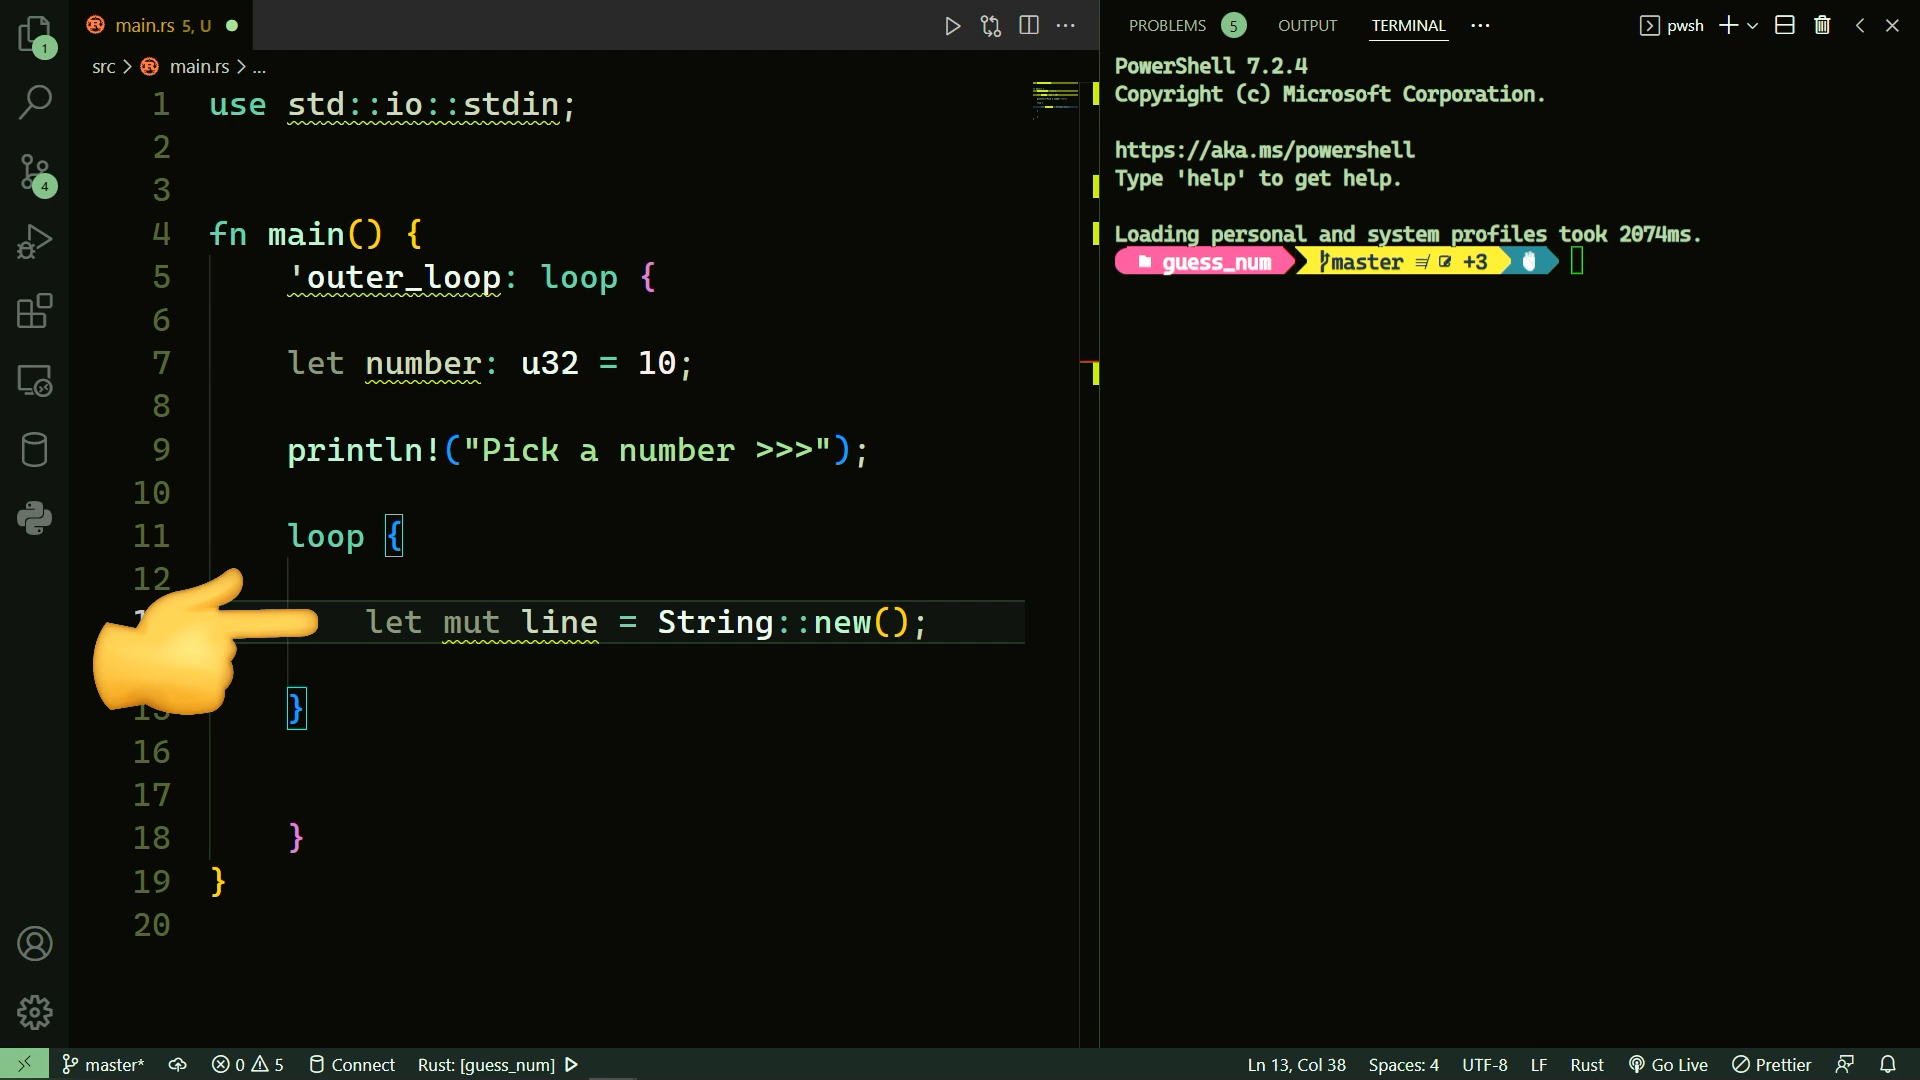 main.rs 5, U
src > main.rs > ...
1 use std::io::stdin;
2
3
4 fn main() {
5 'outer_loop: loop {
6
7 let number: u32 = 10;
8
9 println!("Pick a number >>>");
10
11 loop {
12
let mut line = String::new();
}
16
17
18 }
19 }
20
PROBLEMS 5 OUTPUT TERMINAL ... pwsh
PowerShell 7.2.4
Copyright (c) Microsoft Corporation.
https://aka.ms/powershell
Type 'help' to get help.
Loading personal and system profiles took 2074ms.
guess_num master +3
1
4
master* 0 5 Connect Rust: [guess_num] Ln 13, Col 38 Spaces: 4 UTF-8 LF Rust Go Live Prettier